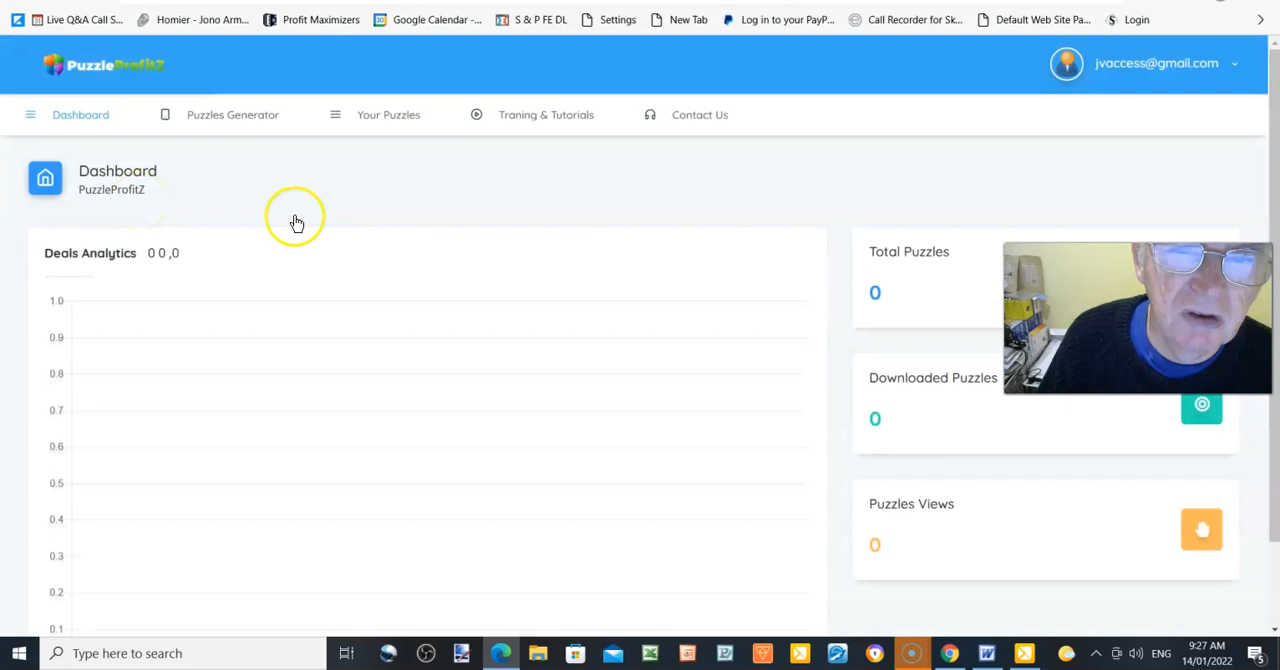 Live Q&A Call S... Homier - Jono Arm... Profit Maximizers Google Calendar -... S & P FE DL Settings New Tab Log in to your PayP... Call Recorder for Sk... Default Web Site Pa... Login
PuzzleProfitZ jvaccess@gmail.com
Dashboard Puzzles Generator Your Puzzles Traning & Tutorials Contact Us
Dashboard
PuzzleProfitZ
Deals Analytics 0 0 ,0
1.0
0.9
0.8
0.7
0.6
0.5
0.4
0.3
0.2
0.1
Total Puzzles
0
Downloaded Puzzles
0
Puzzles Views
0
Type here to search
ENG
9:27 AM
14/01/2022
5